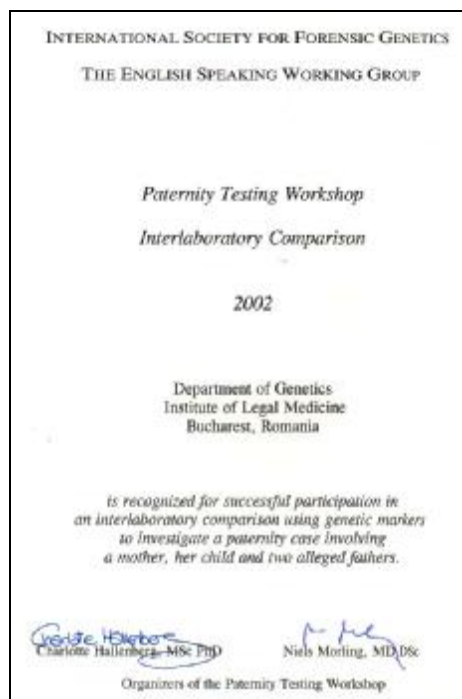 INTERNATIONAL SOCIETY FOR FORENSIC GENETICS
THE ENGLISH SPEAKING WORKING GROUP
Paternity Testing Workshop
Interlaboratory Comparison
2002
Department of Genetics
Institute of Legal Medicine
Bucharest, Romania
is recognized for successful participation in
an interlaboratory comparison using genetic markers
to investigate a paternity case involving
a mother, her child and two alleged fathers.
Charlotte Hallenberg
Charlotte Hallenberg, MSc PhD Niels Morling, MD DSc
Organizers of the Paternity Testing Workshop